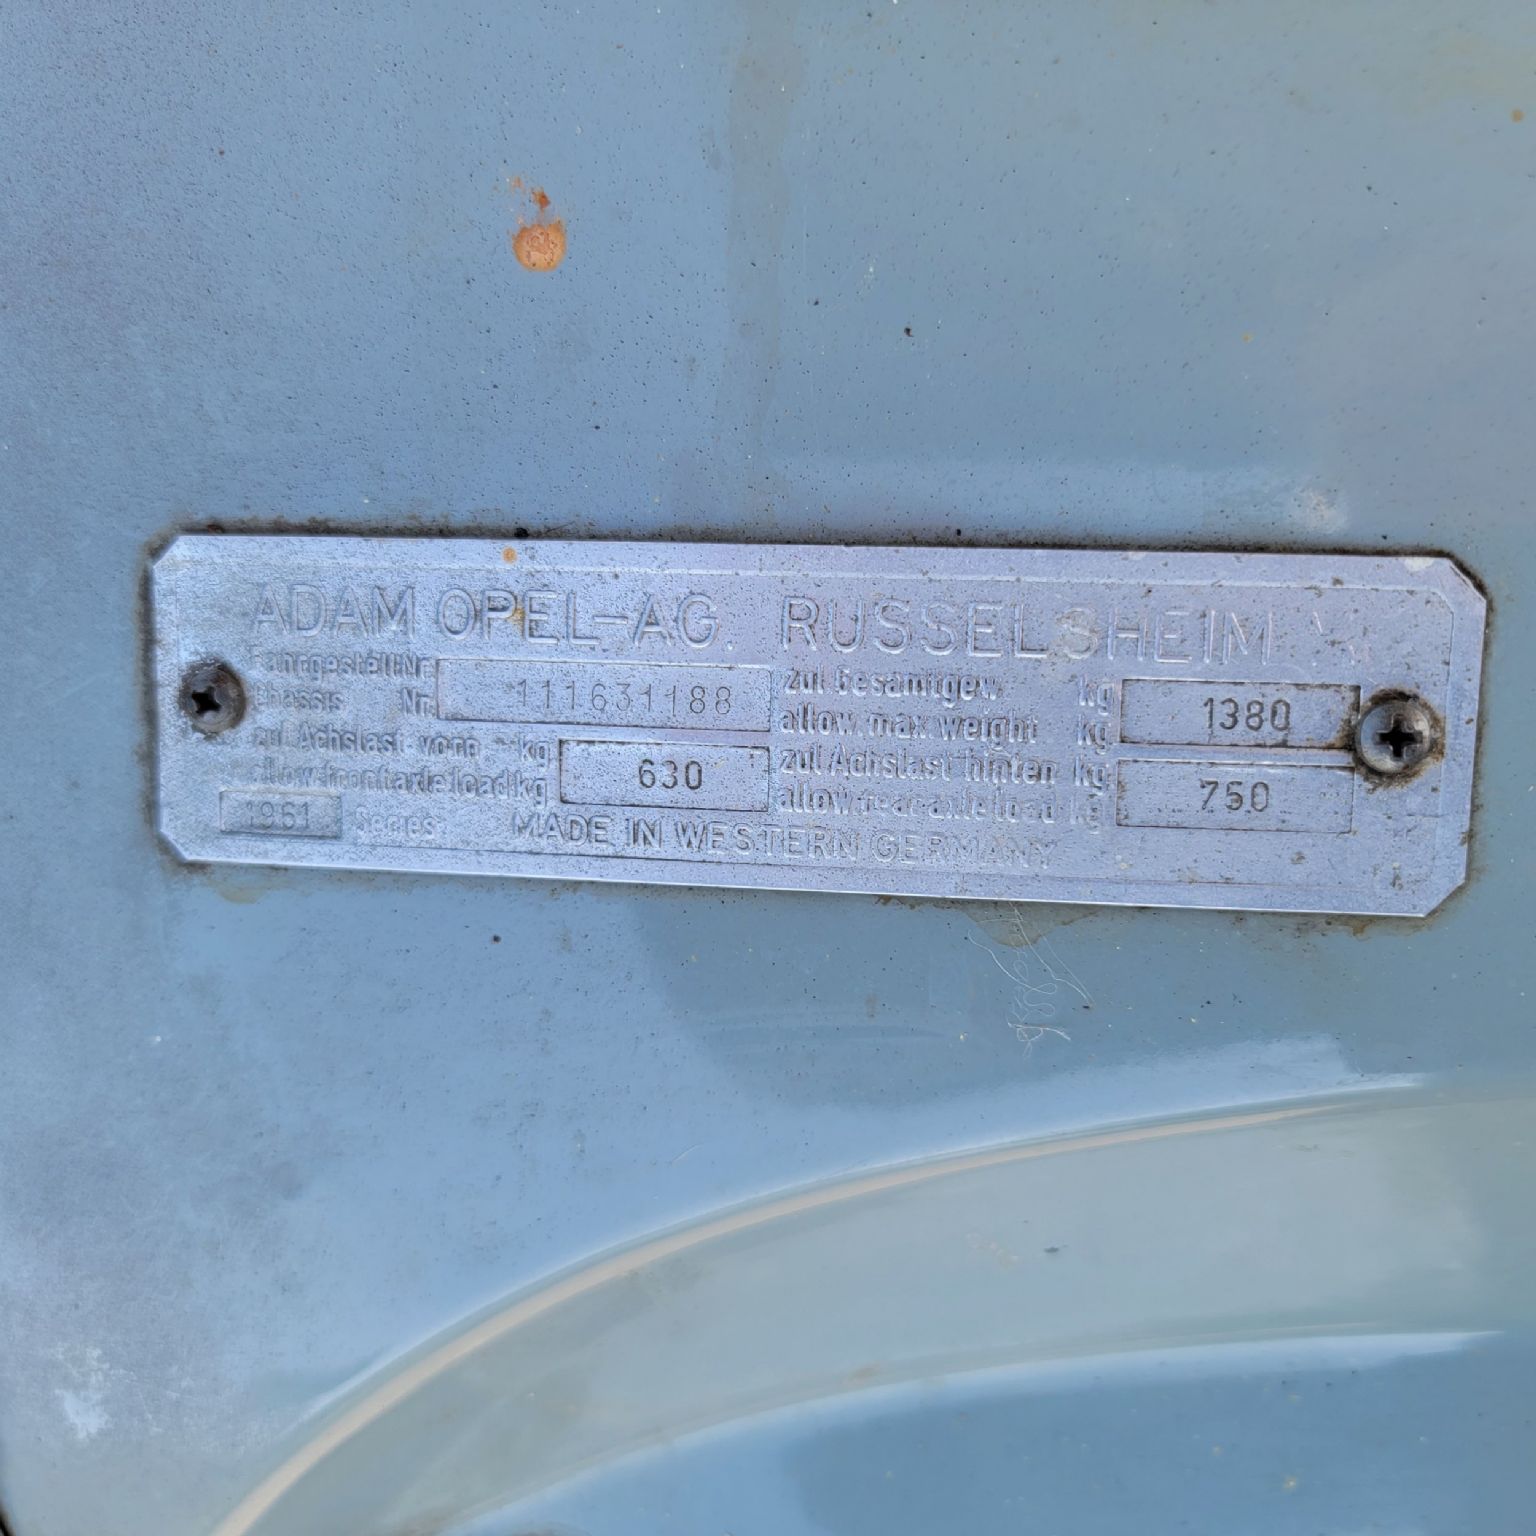 ADAM OPEL-AG. RUSSELSHEIM
Fahrgestell Nr. 111631188 zul Gesamtgew kg 1380
Chassis Nr. allow. max weight kg
zul Achslast vorn. kg 630 zul Achslast hinten kg 750
allow front axle load kg allow rear axle load kg
1961 Series MADE IN WESTERN GERMANY